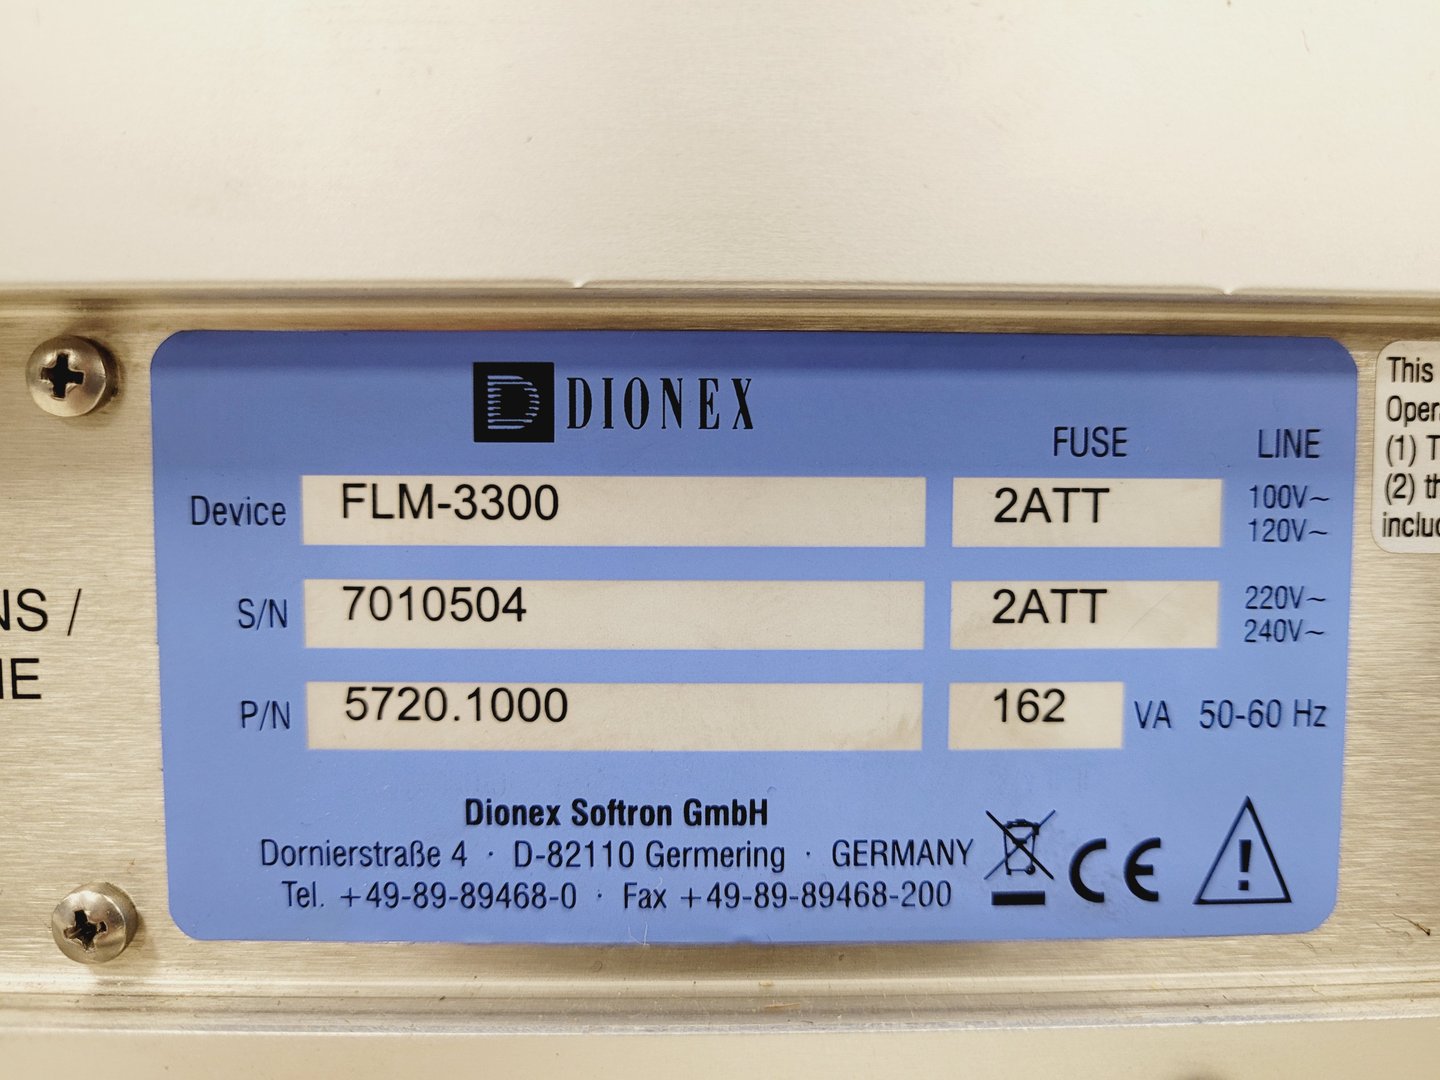 DIONEX
FUSE LINE
Device FLM-3300 2ATT 100V~
120V~
S/N 7010504 2ATT 220V~
240V~
P/N 5720.1000 162 VA 50-60 Hz
Dionex Softron GmbH
Dornierstraße 4 · D-82110 Germering · GERMANY
Tel. +49-89-89468-0 · Fax +49-89-89468-200
CE
NS /
IE
This
Oper
(1) T
(2) th
includ